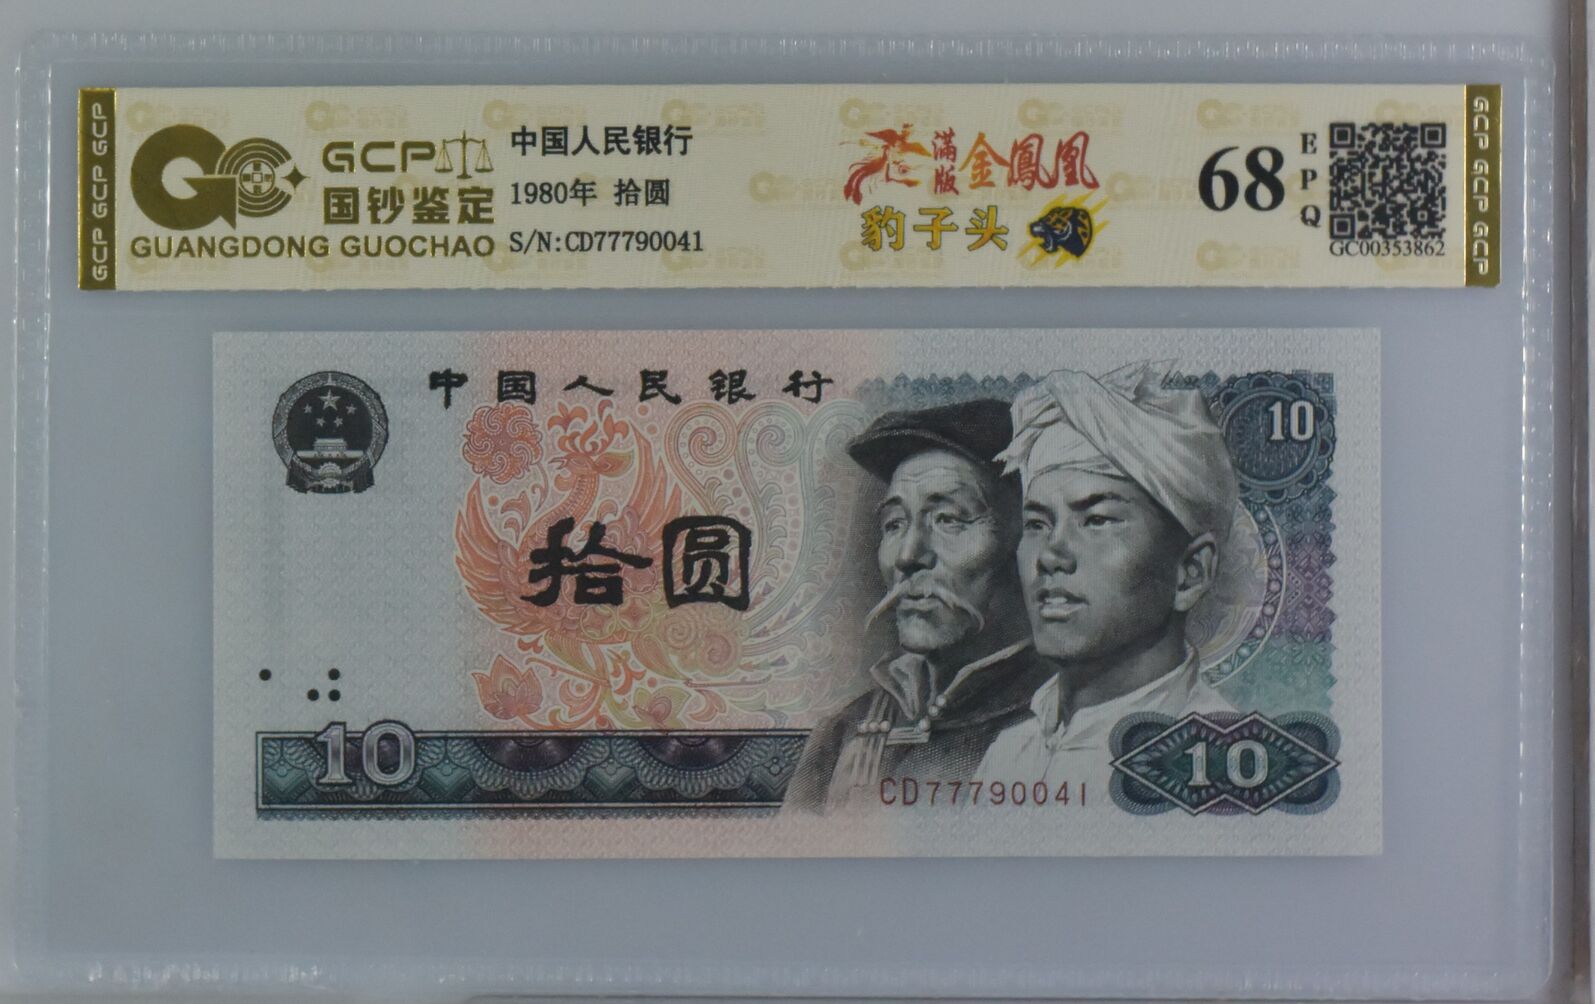 GCP GCP GCP
GCP
国钞鉴定
GUANGDONG GUOCHAO
中国人民银行
1980年 拾圆
S/N:CD77790041
满版 金鳳凰
豹子头
68
EPQ
GC00353862
GCP GCP GCP
中国人民银行
10
拾圆
10
CD77790041
10